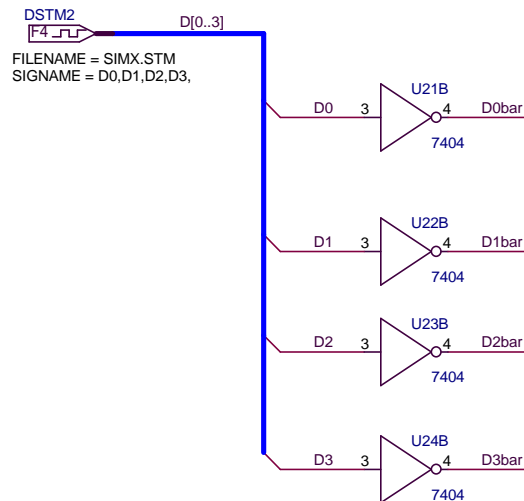 DSTM2
D[0..3]
F4
FILENAME = SIMX.STM
SIGNAME = D0,D1,D2,D3,
U21B
D0 3 4 D0bar
7404
U22B
D1 3 4 D1bar
7404
U23B
D2 3 4 D2bar
7404
U24B
D3 3 4 D3bar
7404